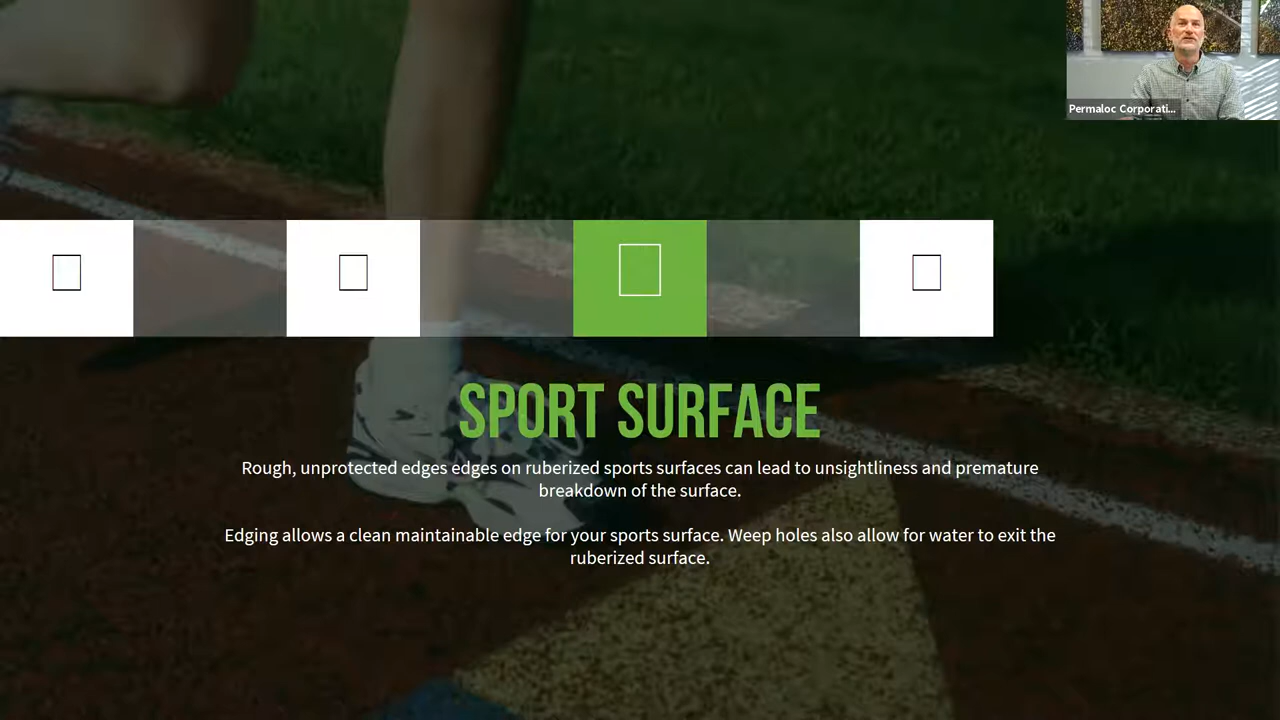 Permaloc Corporati...
SPORT SURFACE
Rough, unprotected edges edges on ruberized sports surfaces can lead to unsightliness and premature
breakdown of the surface.
Edging allows a clean maintainable edge for your sports surface. Weep holes also allow for water to exit the
ruberized surface.